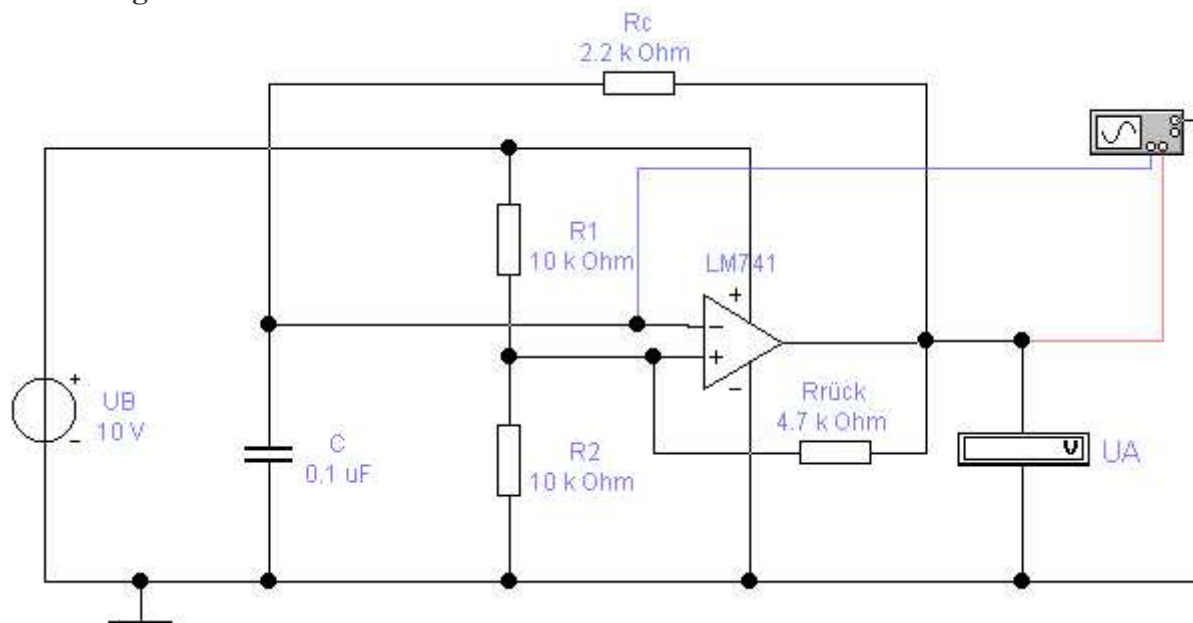 Rc
2.2 k Ohm
R1
10 k Ohm
LM741
+
−
+
−
Rrück
4.7 k Ohm
+
UB
10 V
−
C
0,1 uF
R2
10 k Ohm
V
UA